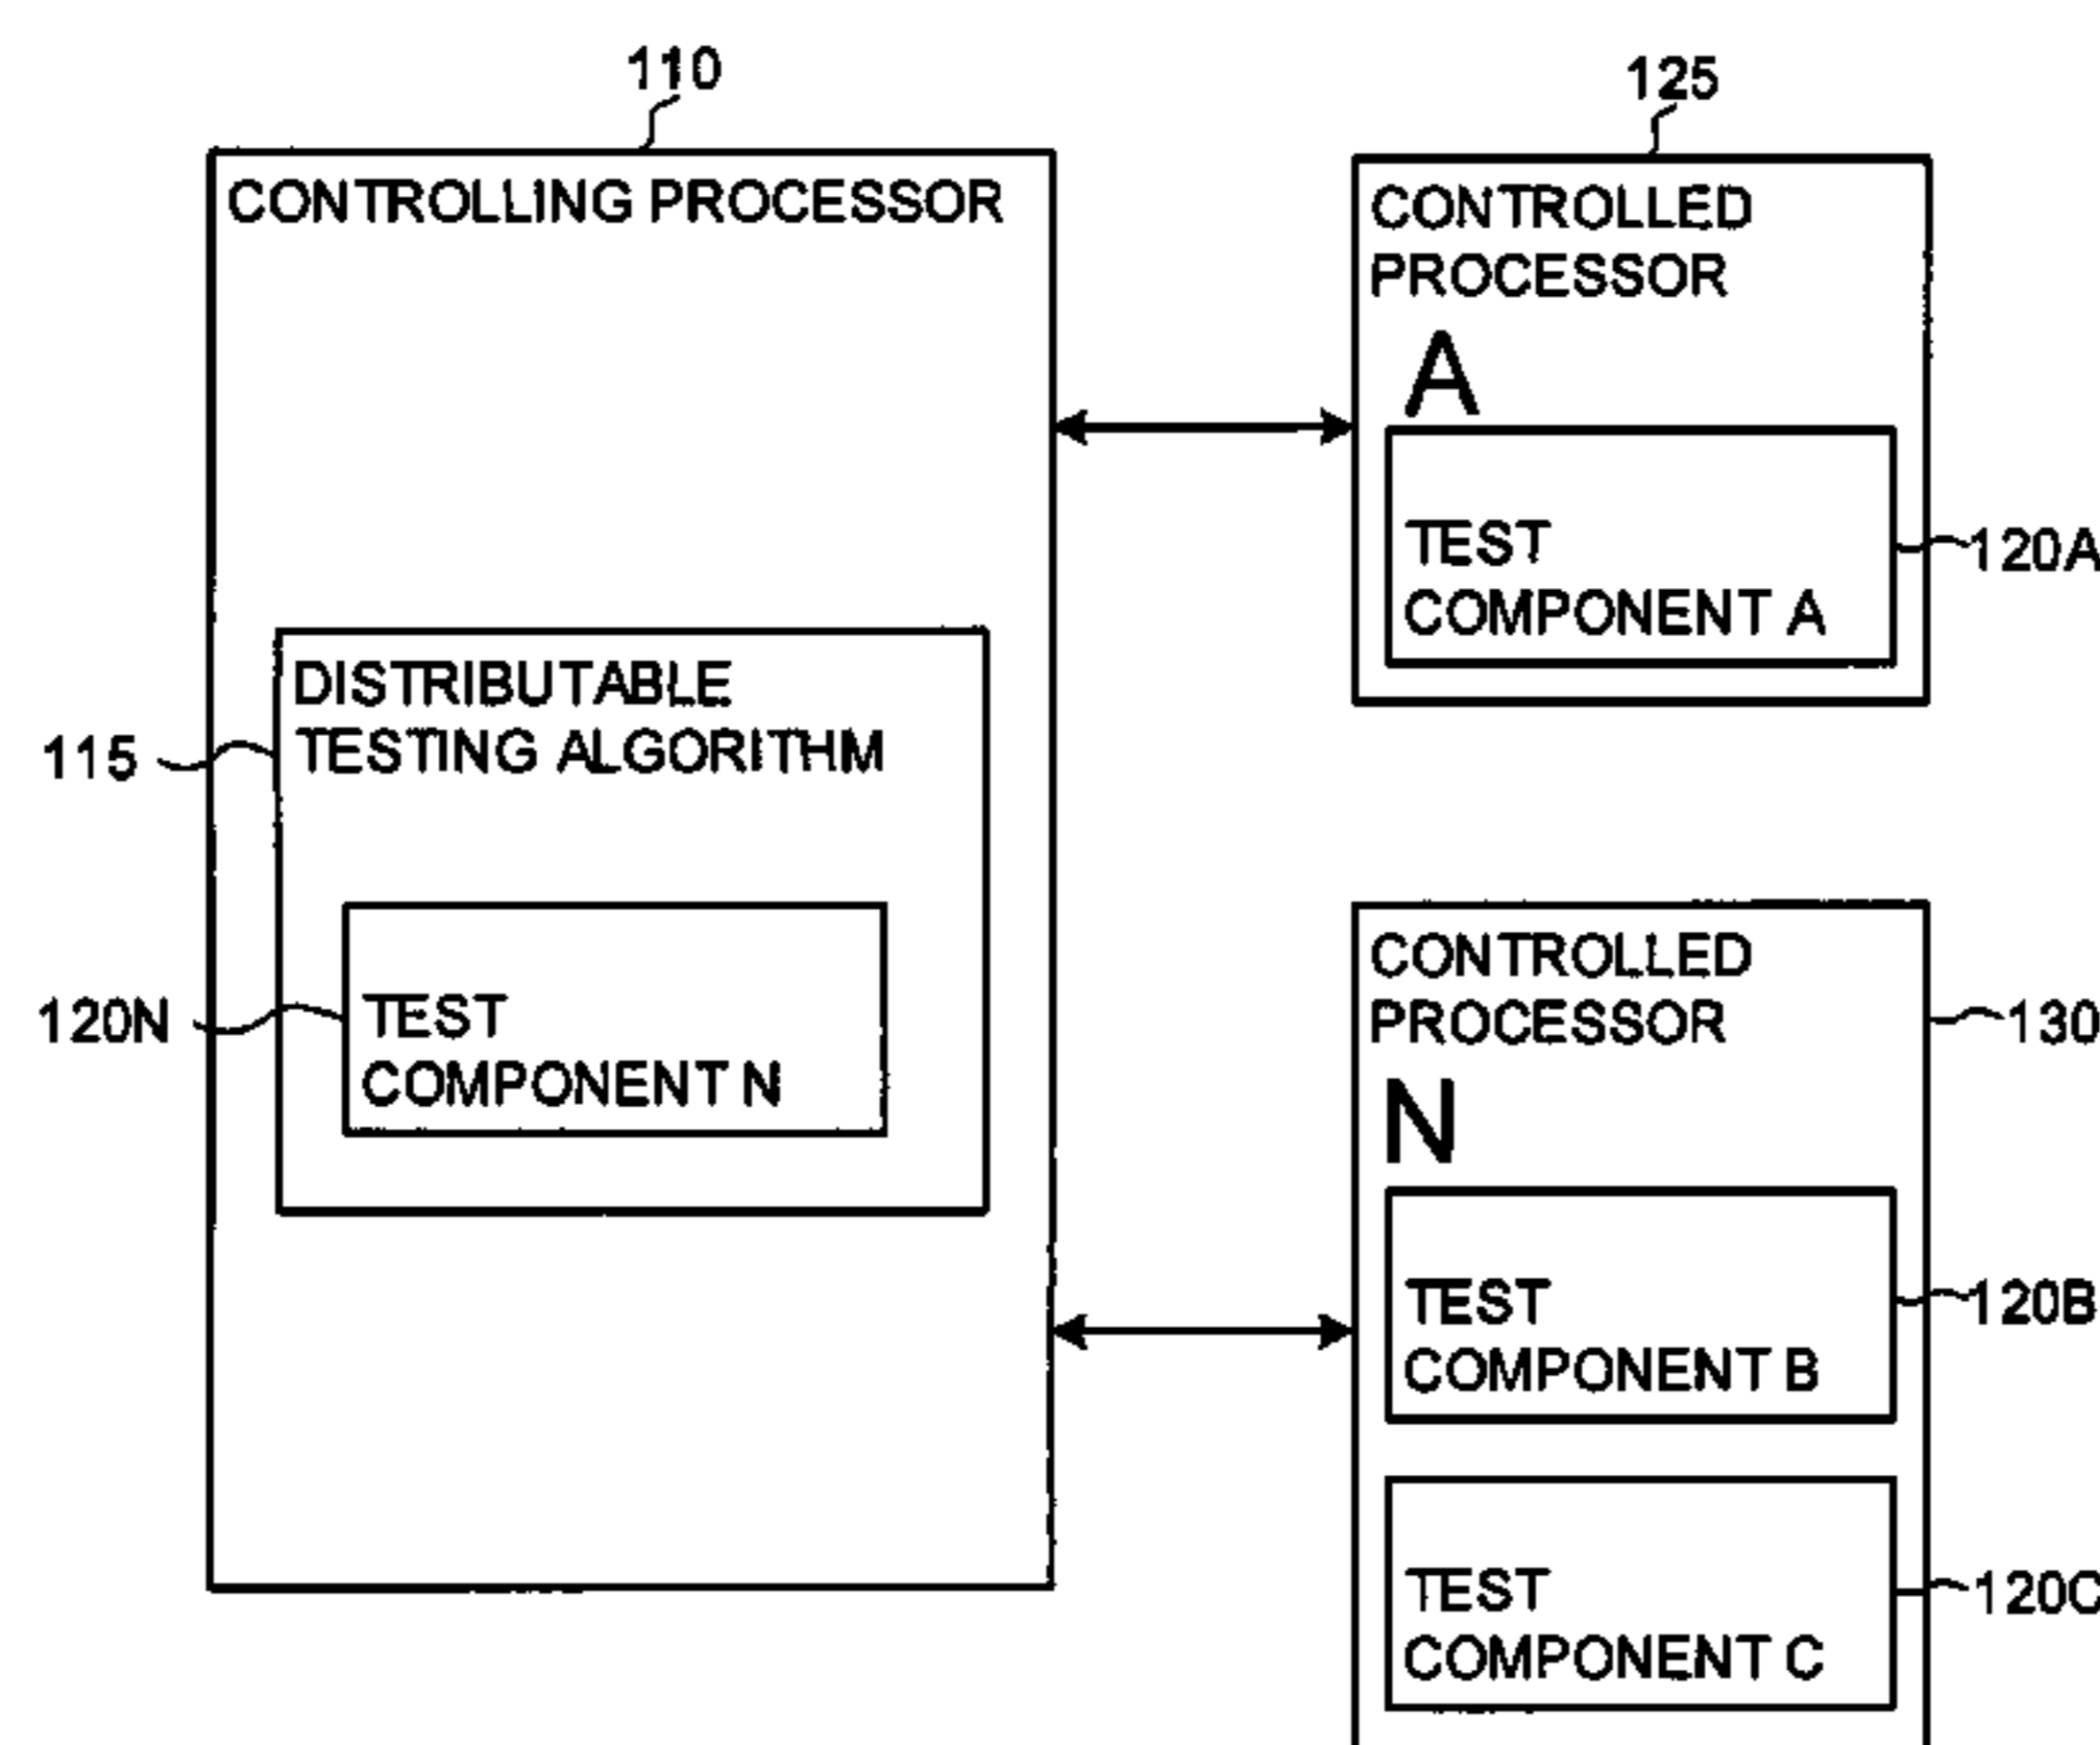 110
CONTROLLING PROCESSOR
DISTRIBUTABLE
TESTING ALGORITHM
115
TEST
COMPONENT N
120N
125
CONTROLLED
PROCESSOR
A
TEST
COMPONENT A
120A
CONTROLLED
PROCESSOR
N
130
TEST
COMPONENT B
120B
TEST
COMPONENT C
120C